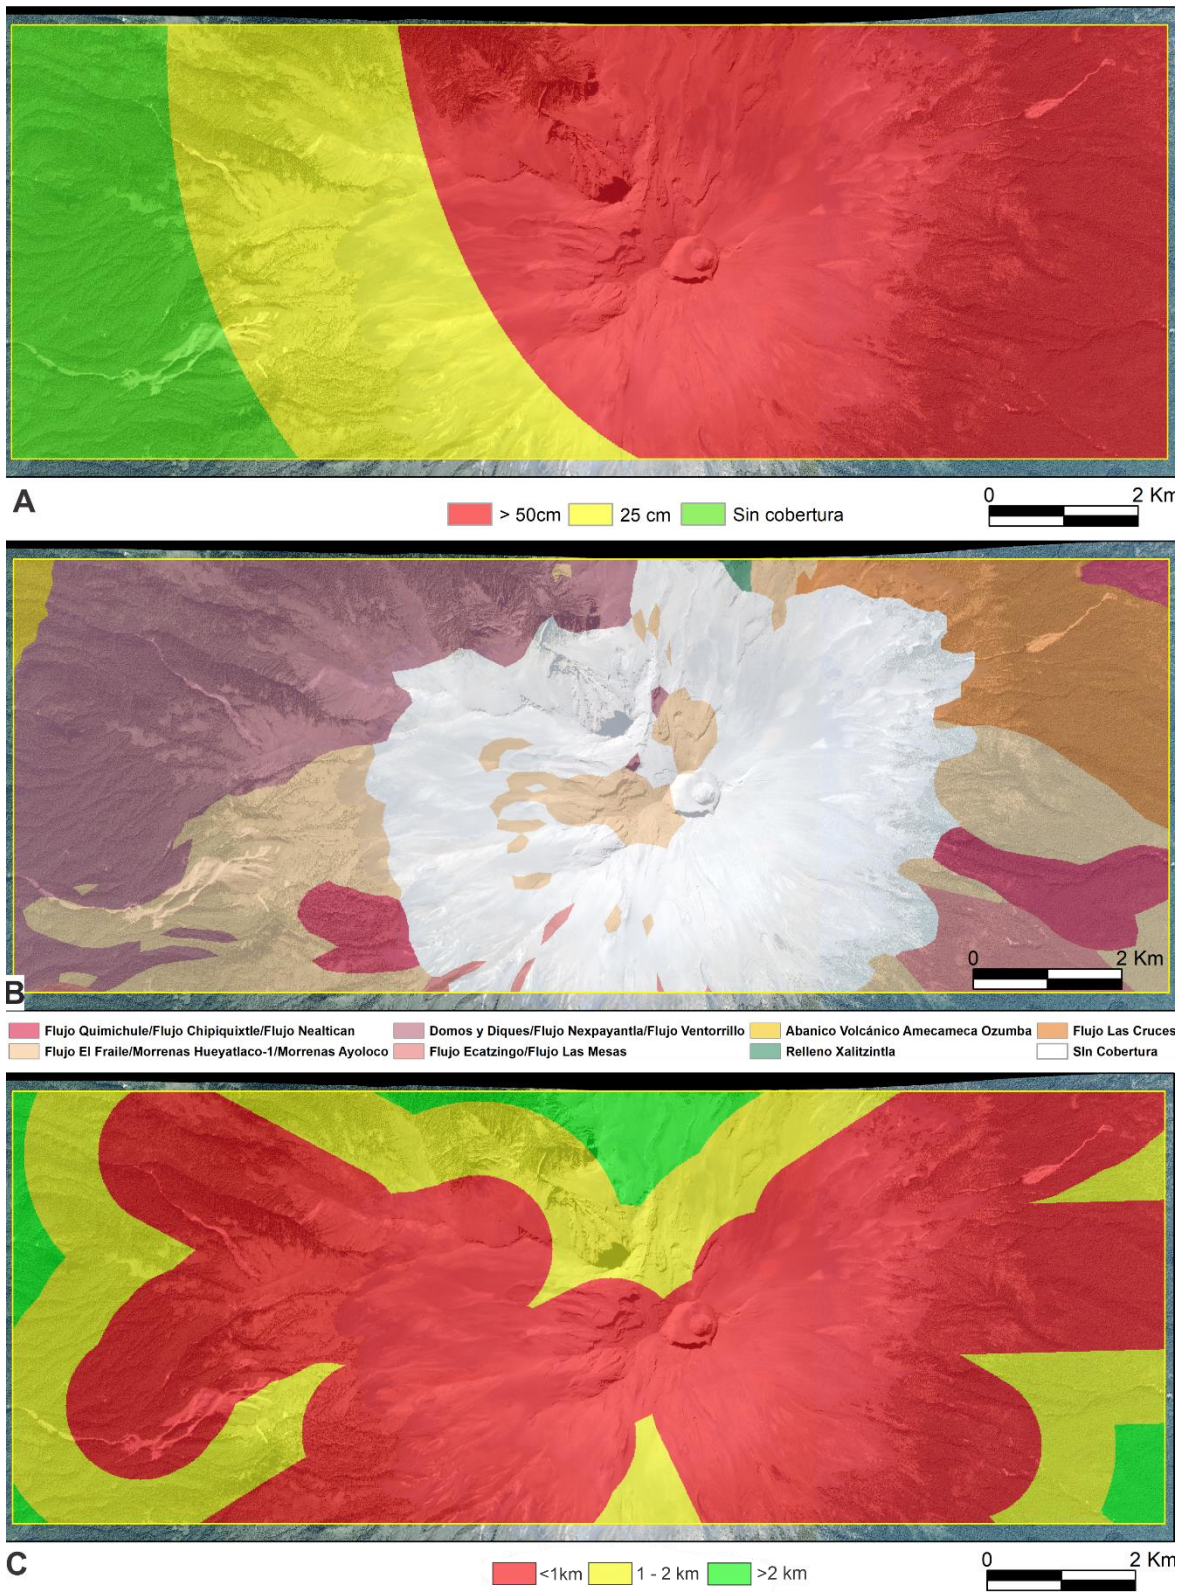 A
> 50cm 25 cm Sin cobertura
0 2 Km
0 2 Km
B
Flujo Quimichule/Flujo Chipiquixtle/Flujo Nealtican Domos y Diques/Flujo Nexpayantla/Flujo Ventorrillo Abanico Volcánico Amecameca Ozumba Flujo Las Cruces
Flujo El Fraile/Morrenas Hueyatlaco-1/Morrenas Ayoloco Flujo Ecatzingo/Flujo Las Mesas Relleno Xalitzintla SIn Cobertura
C
<1km 1 - 2 km >2 km
0 2 Km